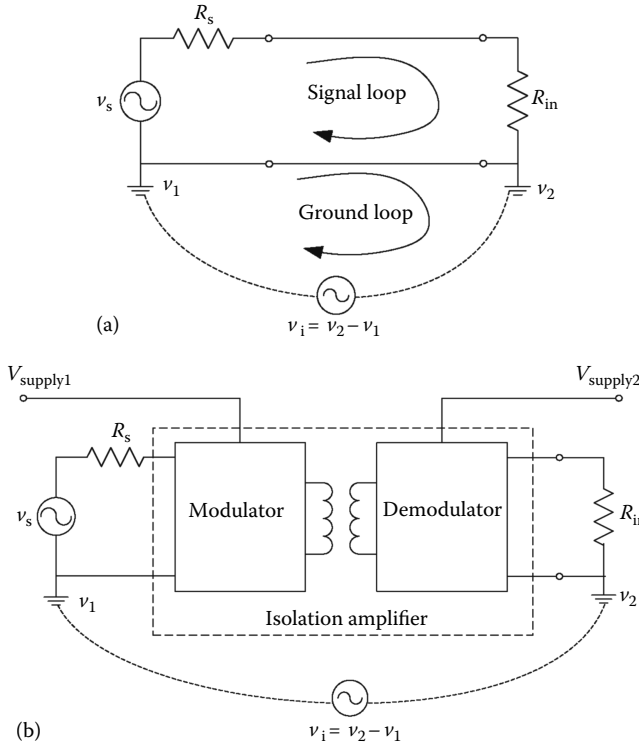 R_s
Signal loop
v_s
R_in
v_1
v_2
Ground loop
(a)
v_i = v_2 − v_1
V_supply1
V_supply2
R_s
Modulator
Demodulator
v_s
R_in
v_1
v_2
Isolation amplifier
(b)
v_i = v_2 − v_1